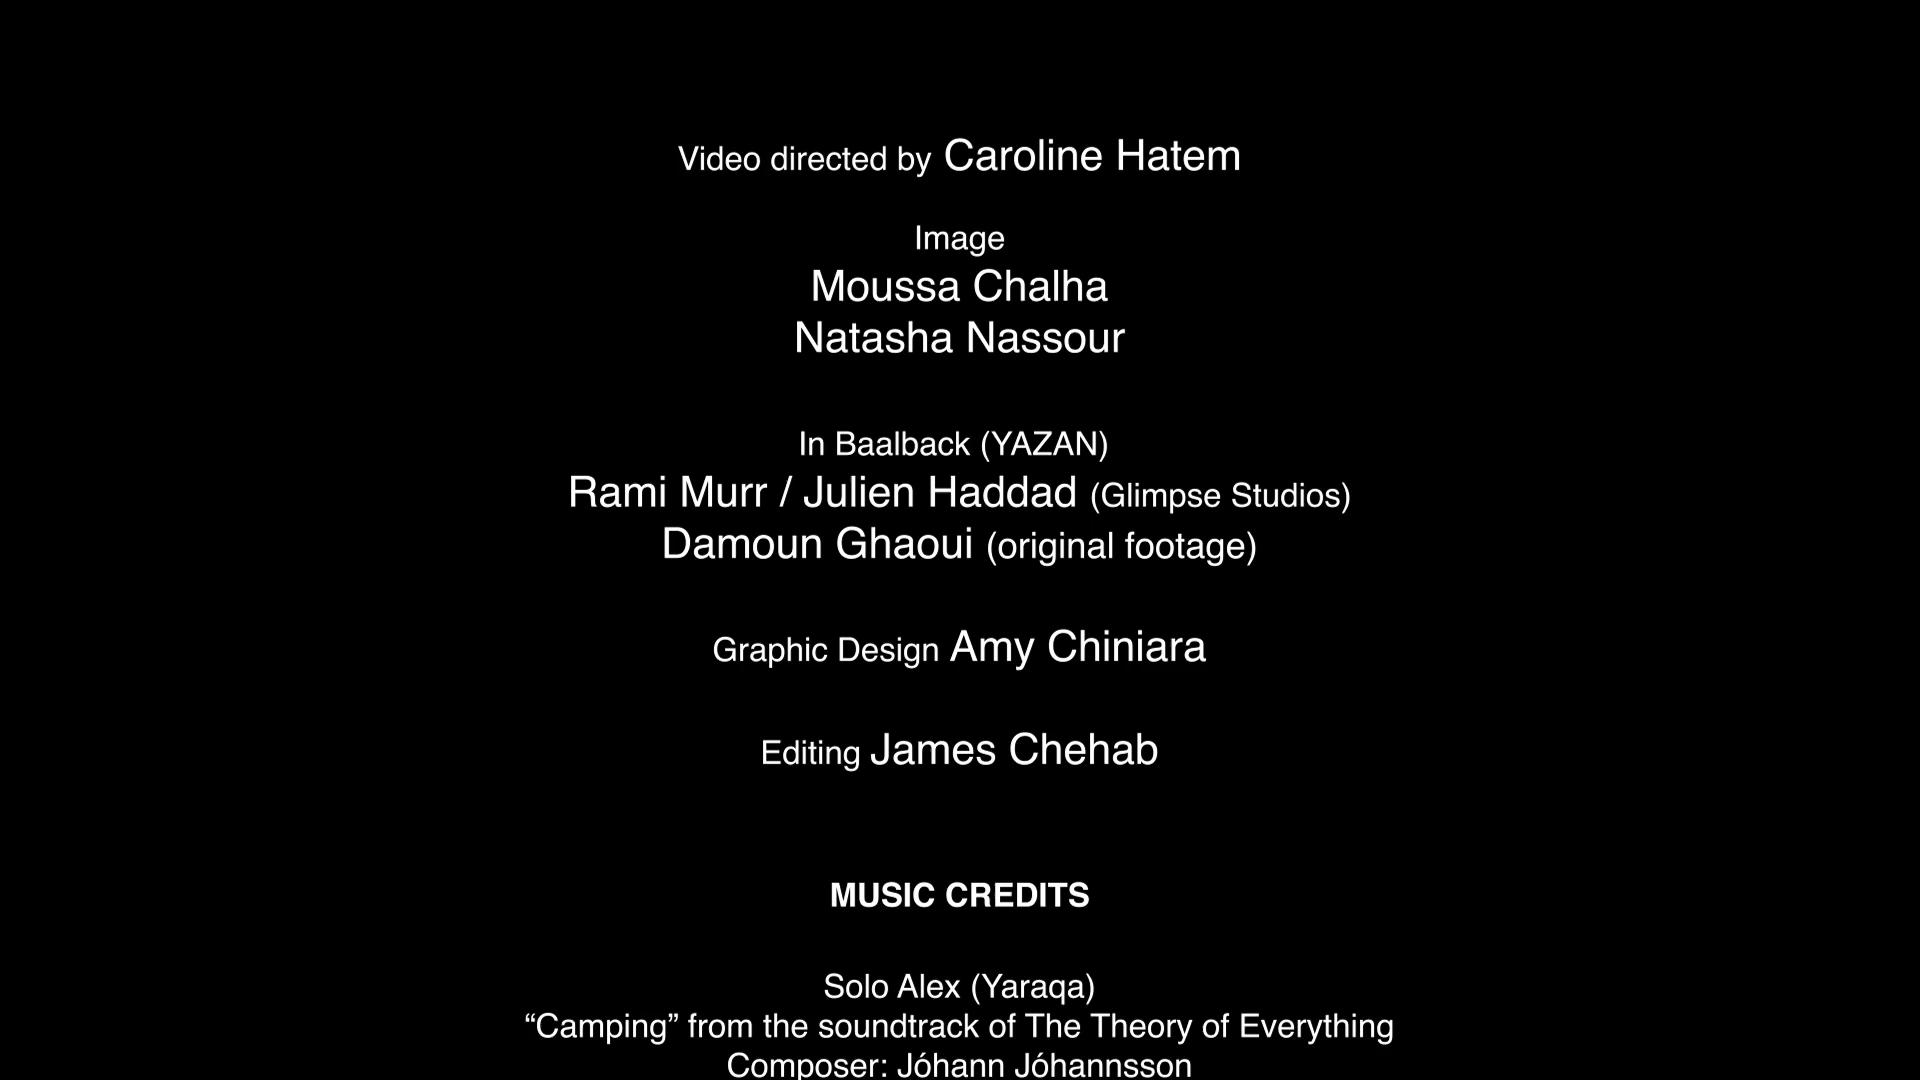 Video directed by Caroline Hatem
Image
Moussa Chalha
Natasha Nassour
In Baalback (YAZAN)
Rami Murr / Julien Haddad (Glimpse Studios)
Damoun Ghaoui (original footage)
Graphic Design Amy Chiniara
Editing James Chehab
MUSIC CREDITS
Solo Alex (Yaraqa)
“Camping” from the soundtrack of The Theory of Everything
Composer: Jóhann Jóhannsson